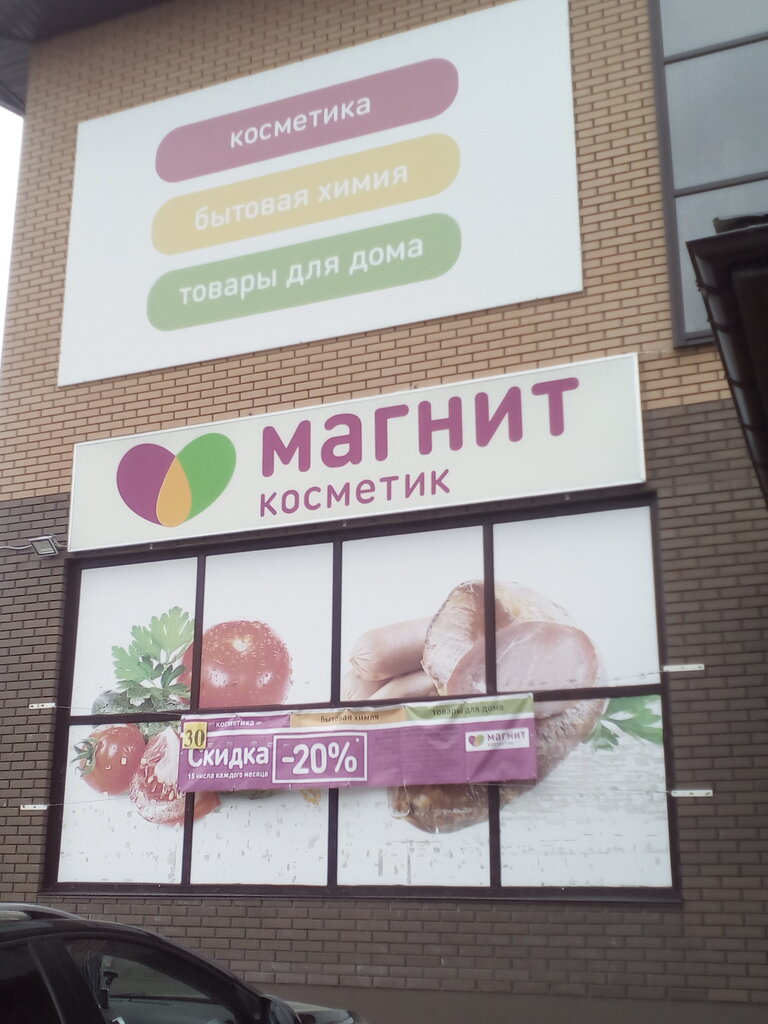 косметика
бытовая химия
товары для дома
магнит
косметик
косметика
бытовая химия
товары для дома
30
Скидка
-20%
15 числа каждого месяца
магнит
косметик